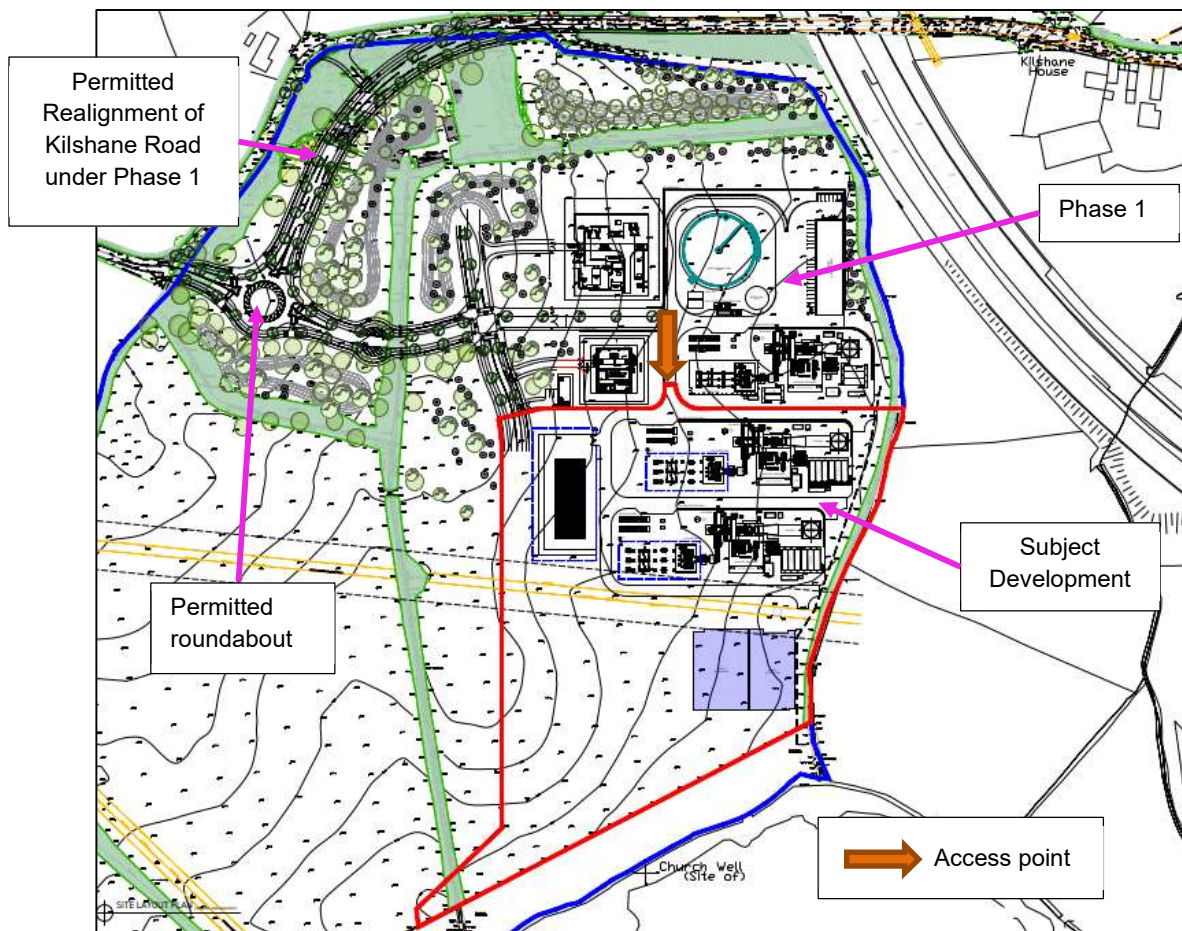 Kilshane
House
Permitted
Realignment of
Kilshane Road
under Phase 1
Phase 1
Subject
Development
Permitted
roundabout
Access point
Church Well
(Site of)
SITE LAYOUT PLAN